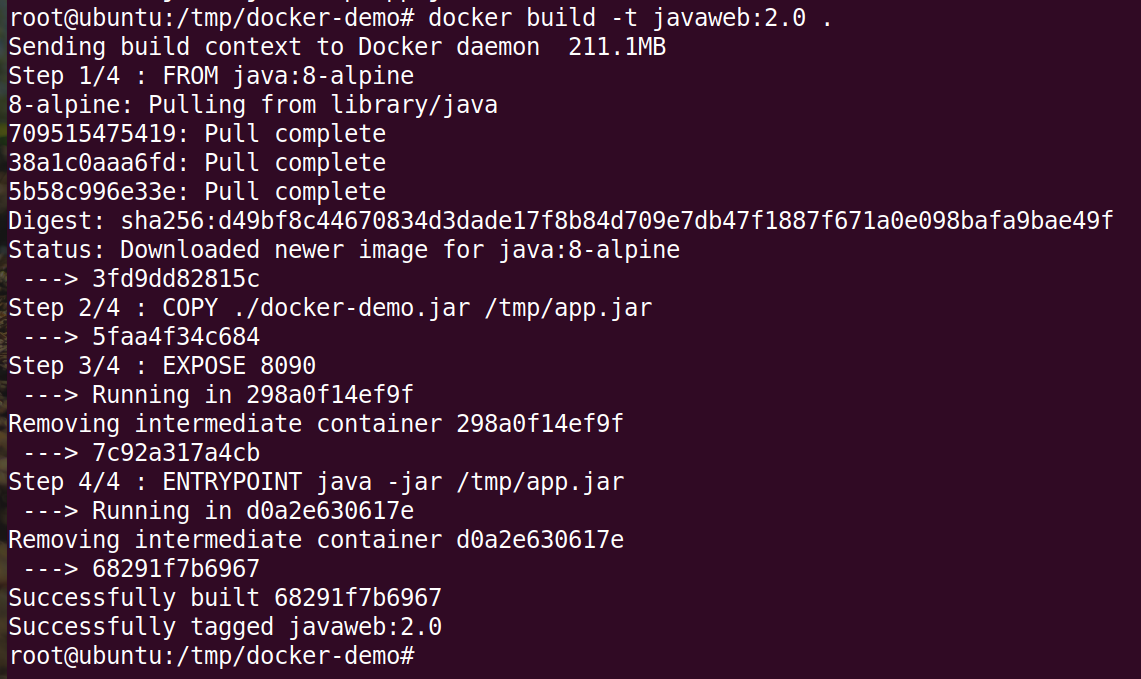 root@ubuntu:/tmp/docker-demo# docker build -t javaweb:2.0 .
Sending build context to Docker daemon  211.1MB
Step 1/4 : FROM java:8-alpine
8-alpine: Pulling from library/java
709515475419: Pull complete
38a1c0aaa6fd: Pull complete
5b58c996e33e: Pull complete
Digest: sha256:d49bf8c44670834d3dade17f8b84d709e7db47f1887f671a0e098bafa9bae49f
Status: Downloaded newer image for java:8-alpine
 ---> 3fd9dd82815c
Step 2/4 : COPY ./docker-demo.jar /tmp/app.jar
 ---> 5faa4f34c684
Step 3/4 : EXPOSE 8090
 ---> Running in 298a0f14ef9f
Removing intermediate container 298a0f14ef9f
 ---> 7c92a317a4cb
Step 4/4 : ENTRYPOINT java -jar /tmp/app.jar
 ---> Running in d0a2e630617e
Removing intermediate container d0a2e630617e
 ---> 68291f7b6967
Successfully built 68291f7b6967
Successfully tagged javaweb:2.0
root@ubuntu:/tmp/docker-demo#